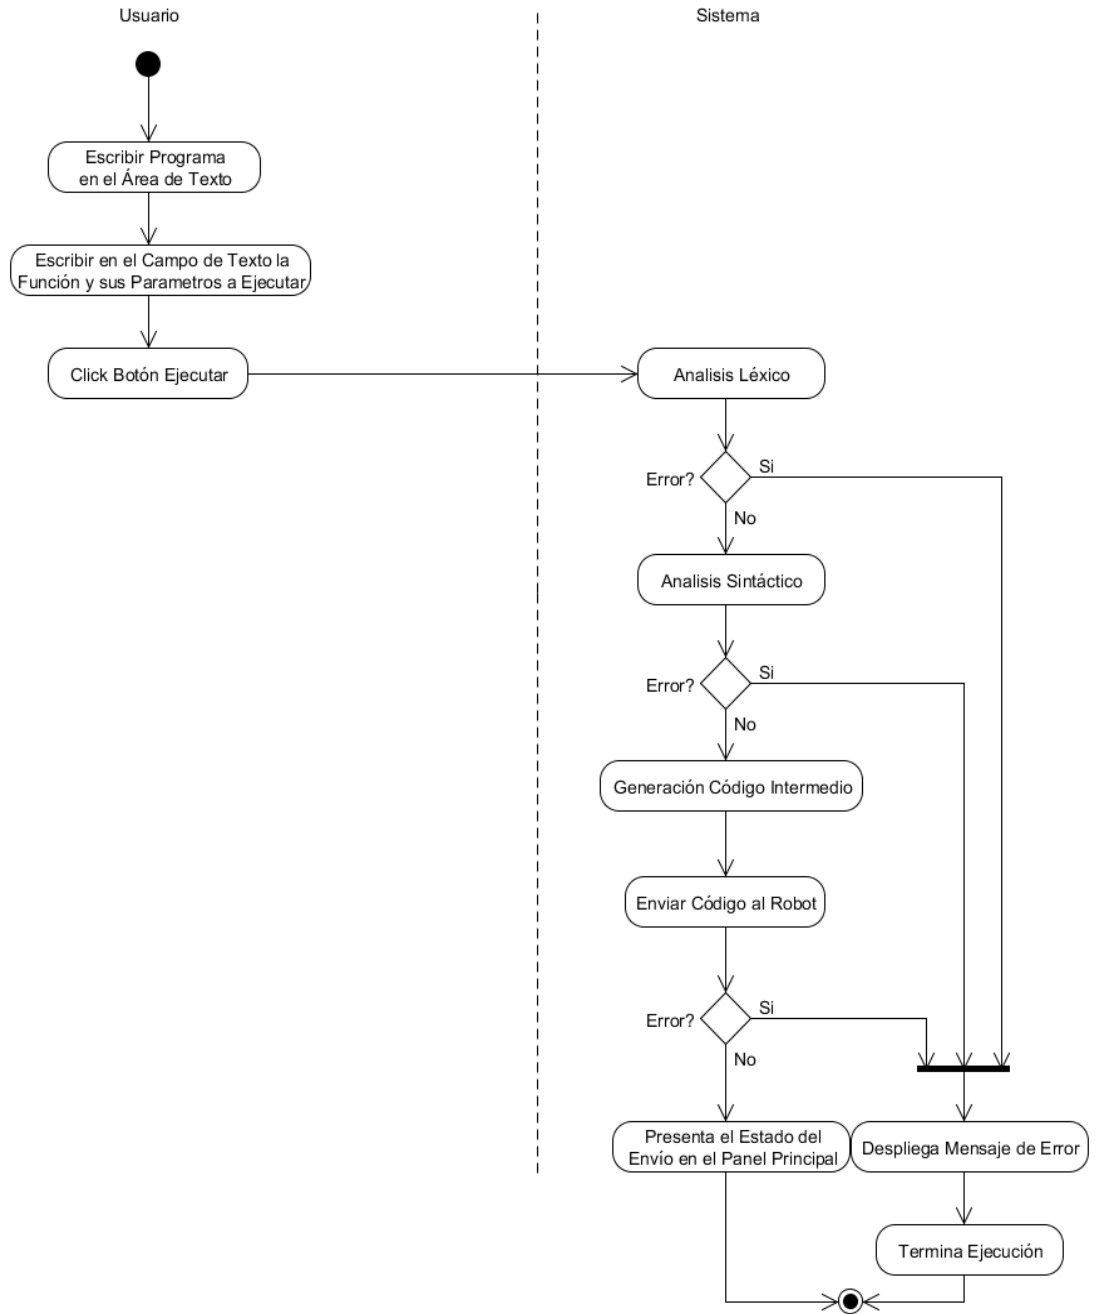 Usuario
Sistema
Escribir Programa
en el Área de Texto
Escribir en el Campo de Texto la
Función y sus Parametros a Ejecutar
Click Botón Ejecutar
Analisis Léxico
Error?
Si
No
Analisis Sintáctico
Error?
Si
No
Generación Código Intermedio
Enviar Código al Robot
Error?
Si
No
Presenta el Estado del
Envío en el Panel Principal
Despliega Mensaje de Error
Termina Ejecución